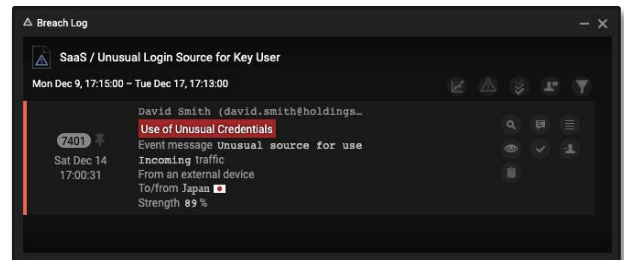 Breach Log
SaaS / Unusual Login Source for Key User
Mon Dec 9, 17:15:00 – Tue Dec 17, 17:13:00
David Smith (david.smith@holdings…
Use of Unusual Credentials
7401
Event message Unusual source for use
Sat Dec 14
Incoming traffic
17:00:31
From an external device
To/from Japan
Strength 89 %